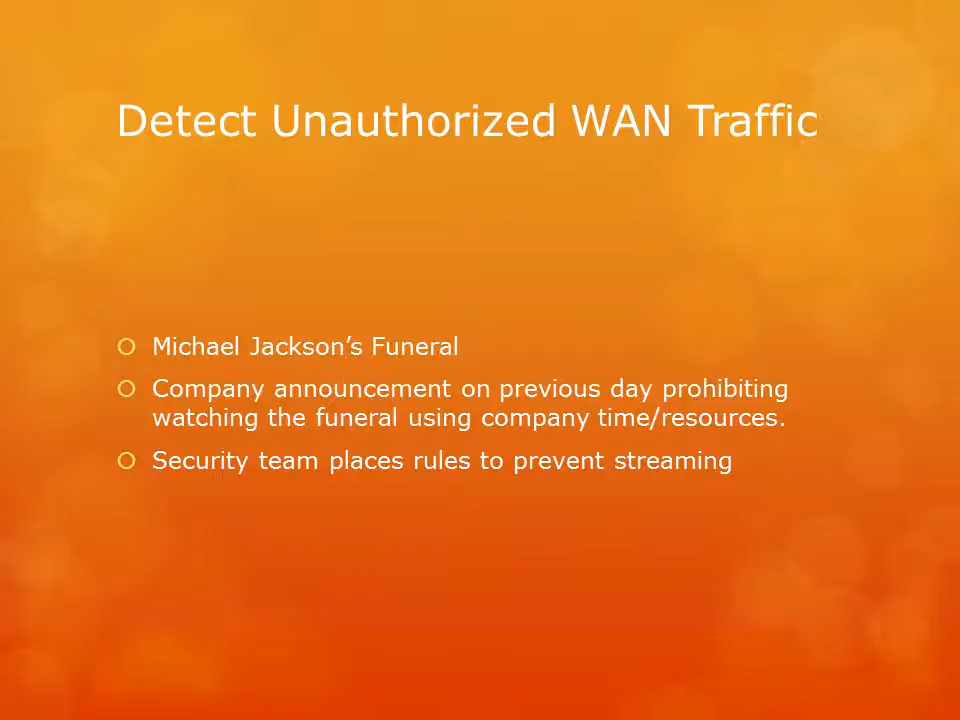 Detect Unauthorized WAN Traffic
Michael Jackson’s Funeral
Company announcement on previous day prohibiting
watching the funeral using company time/resources.
Security team places rules to prevent streaming